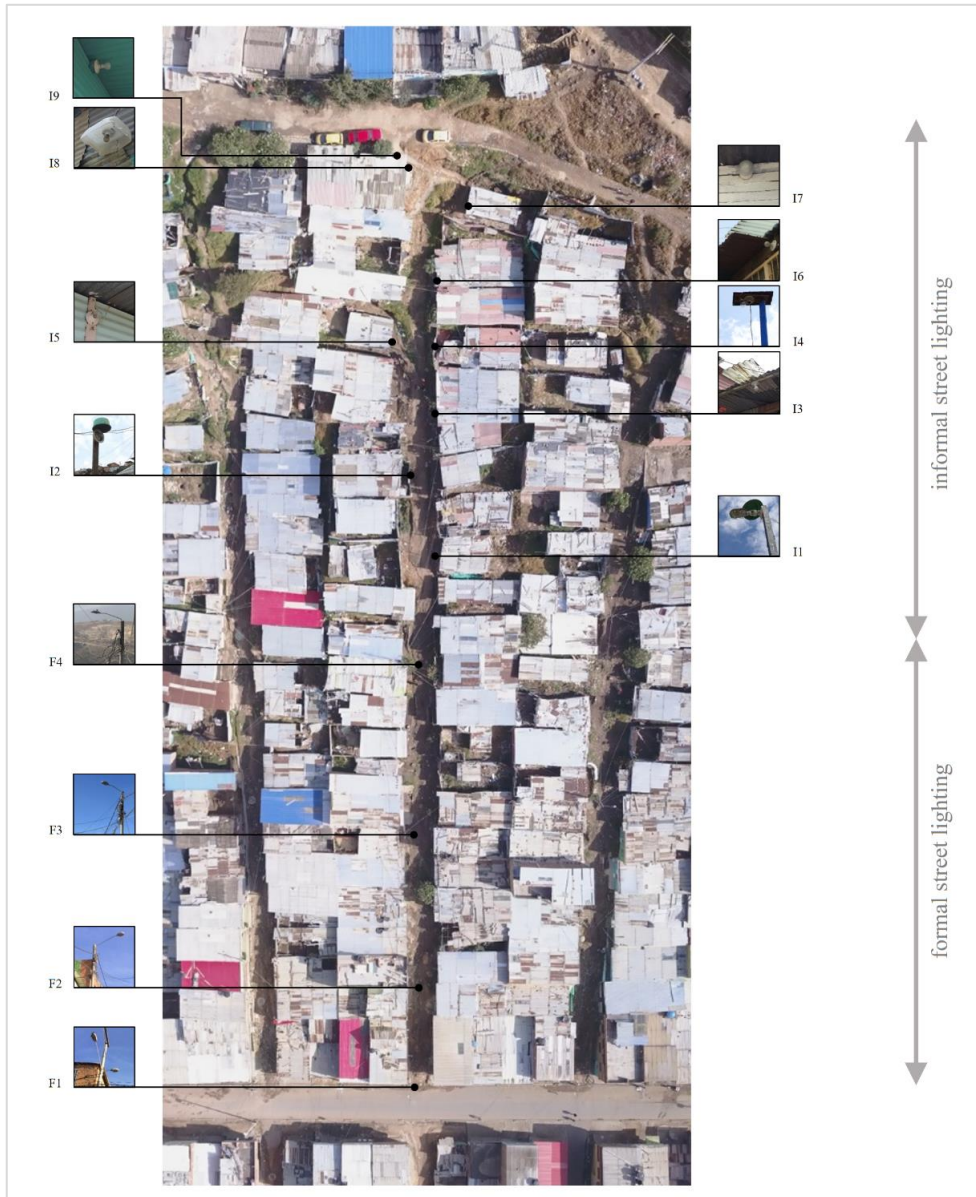 I9
I8
I7
I6
I5
I4
I3
I2
I1
F4
F3
F2
F1
informal street lighting
formal street lighting